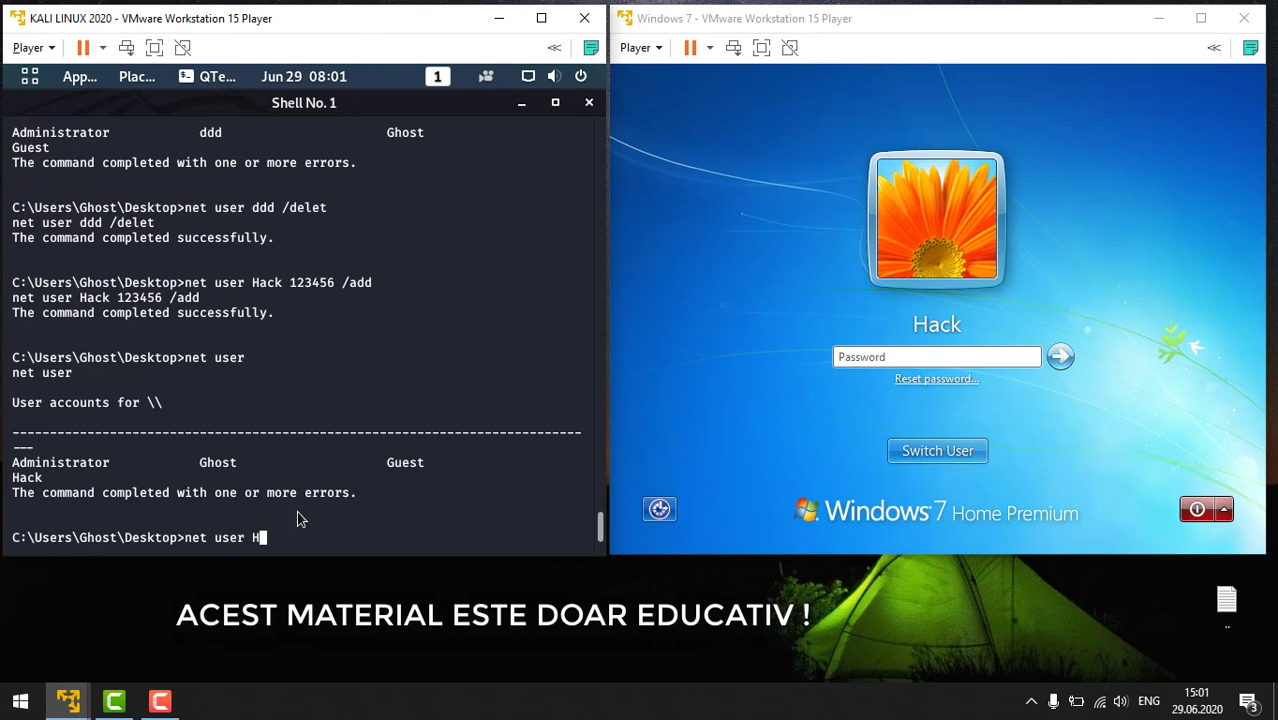 KALI LINUX 2020 - VMware Workstation 15 Player
Player
App... Plac... QTe... Jun 29 08:01 1
Shell No. 1
Administrator ddd Ghost
Guest
The command completed with one or more errors.
C:\Users\Ghost\Desktop>net user ddd /delet
net user ddd /delet
The command completed successfully.
C:\Users\Ghost\Desktop>net user Hack 123456 /add
net user Hack 123456 /add
The command completed successfully.
C:\Users\Ghost\Desktop>net user
net user
User accounts for \\
-------------------------------------------------------------------------------
Administrator Ghost Guest
Hack
The command completed with one or more errors.
C:\Users\Ghost\Desktop>net user H
Windows 7 - VMware Workstation 15 Player
Player
Hack
Password
Reset password...
Switch User
Windows 7 Home Premium
ACEST MATERIAL ESTE DOAR EDUCATIV !
..
ENG
15:01
29.06.2020
3